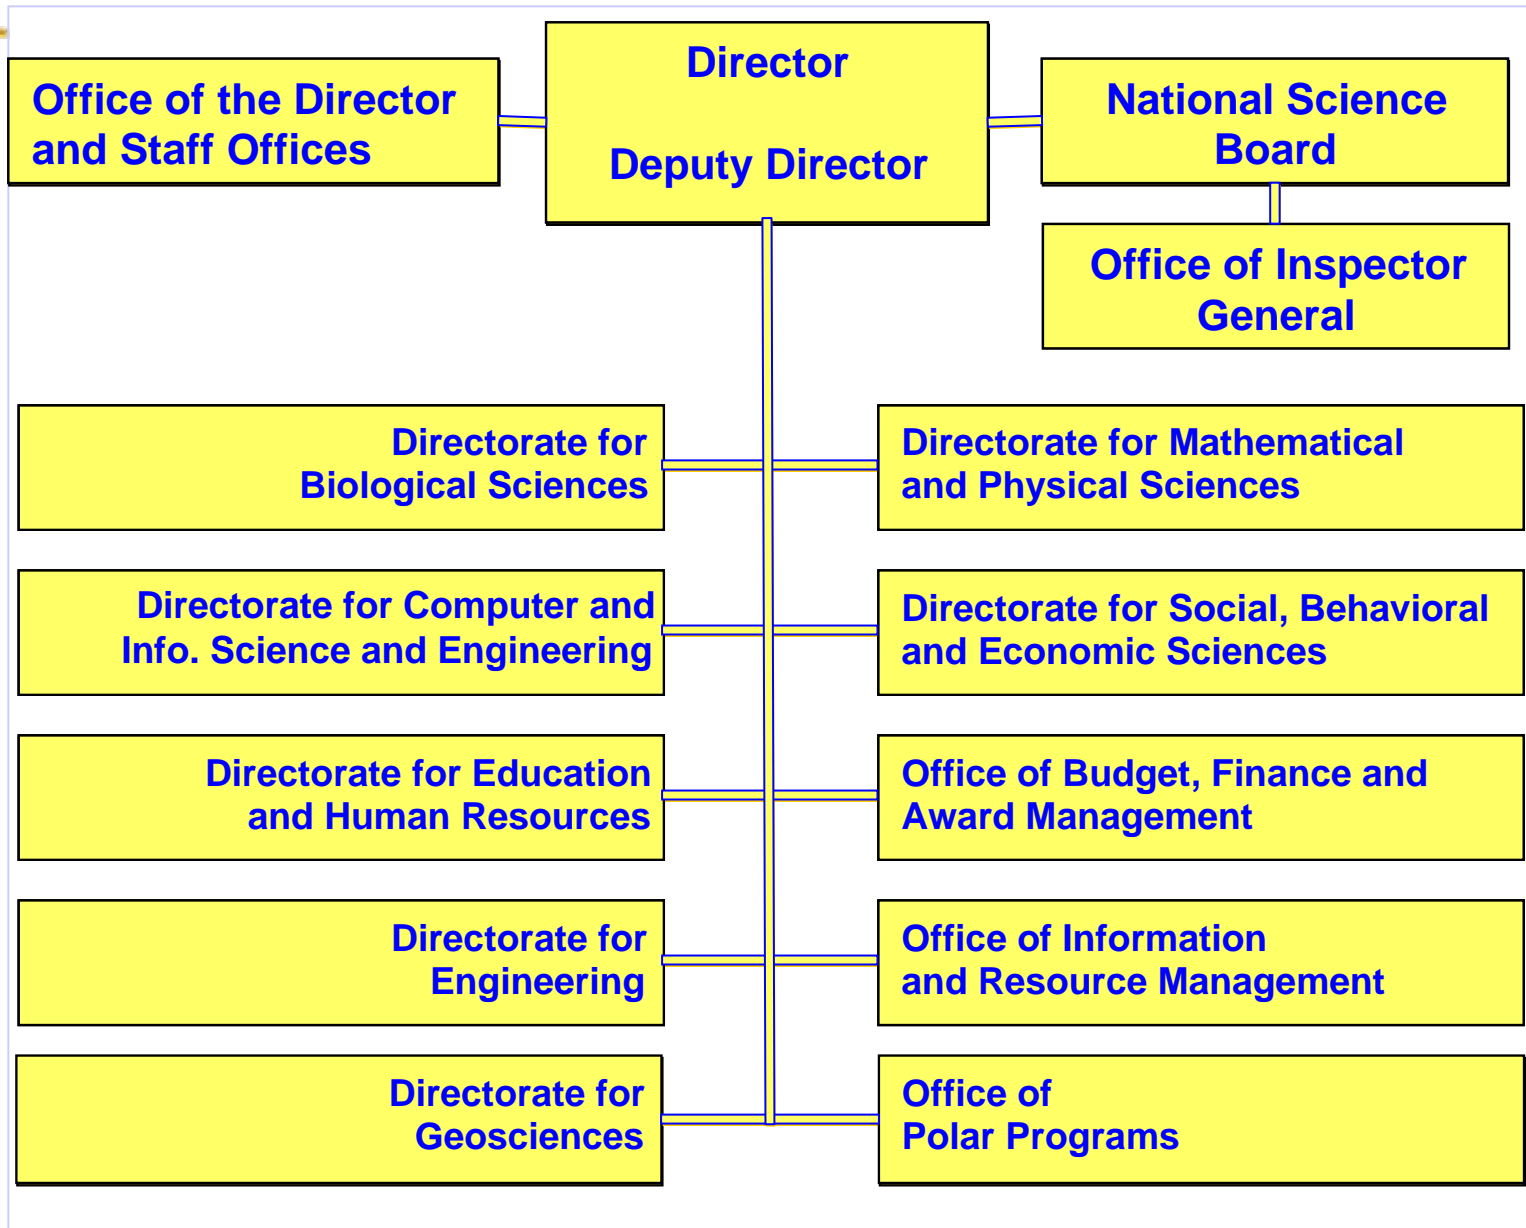 Office of the Director
and Staff Offices
Director
Deputy Director
National Science
Board
Office of Inspector
General
Directorate for
Biological Sciences
Directorate for Mathematical
and Physical Sciences
Directorate for Computer and
Info. Science and Engineering
Directorate for Social, Behavioral
and Economic Sciences
Directorate for Education
and Human Resources
Office of Budget, Finance and
Award Management
Directorate for
Engineering
Office of Information
and Resource Management
Directorate for
Geosciences
Office of
Polar Programs